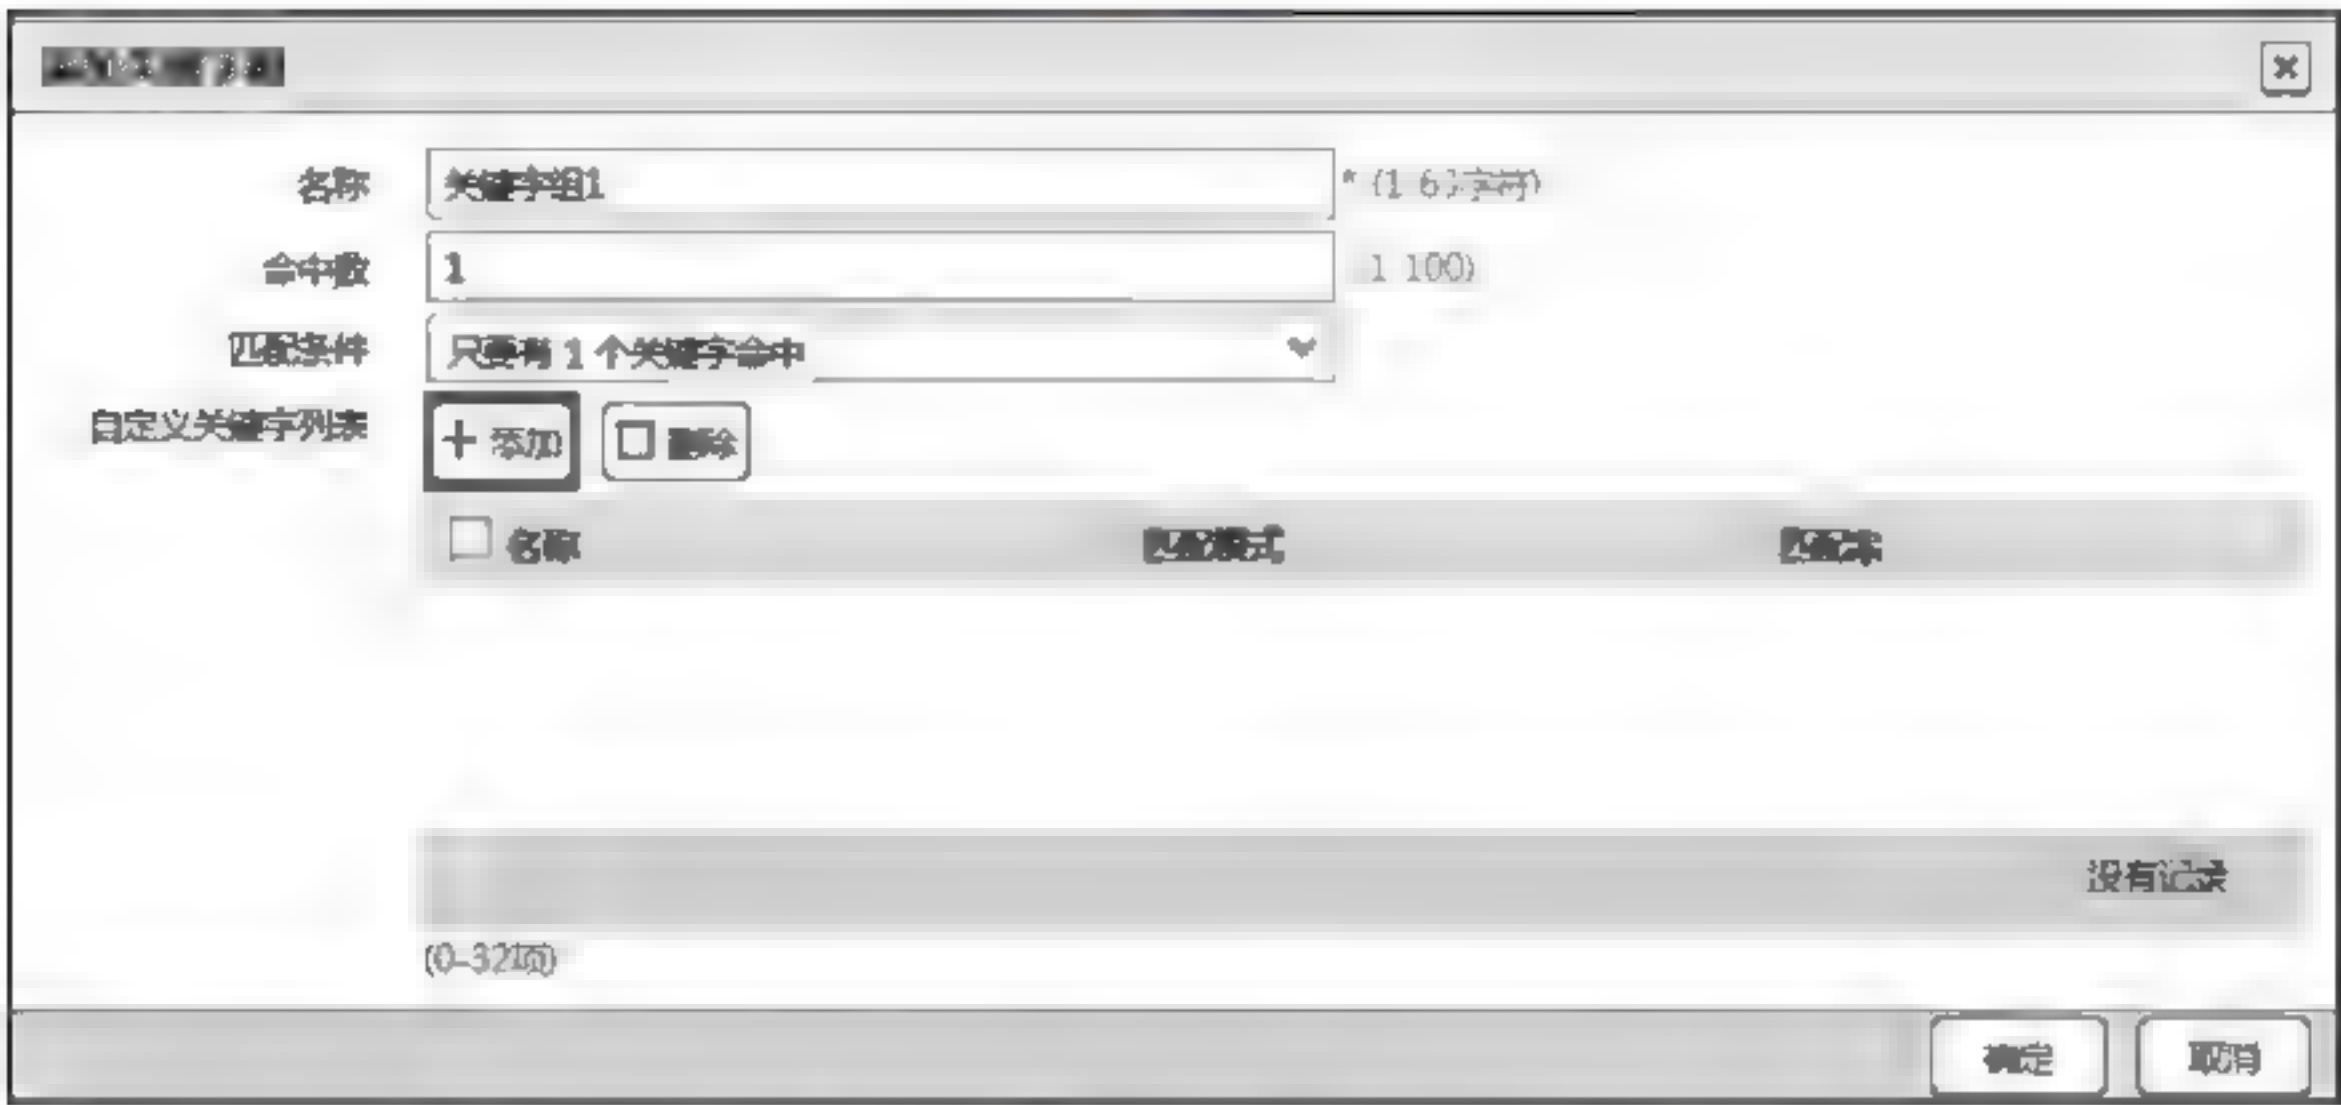 名称 关键字组1 * (1-63字符)
命中数 1 (1-100)
匹配条件 只要有 1 个关键字命中
自定义关键字列表 添加 删除
名称 匹配模式 匹配串
没有记录
(0-32项)
确定 取消